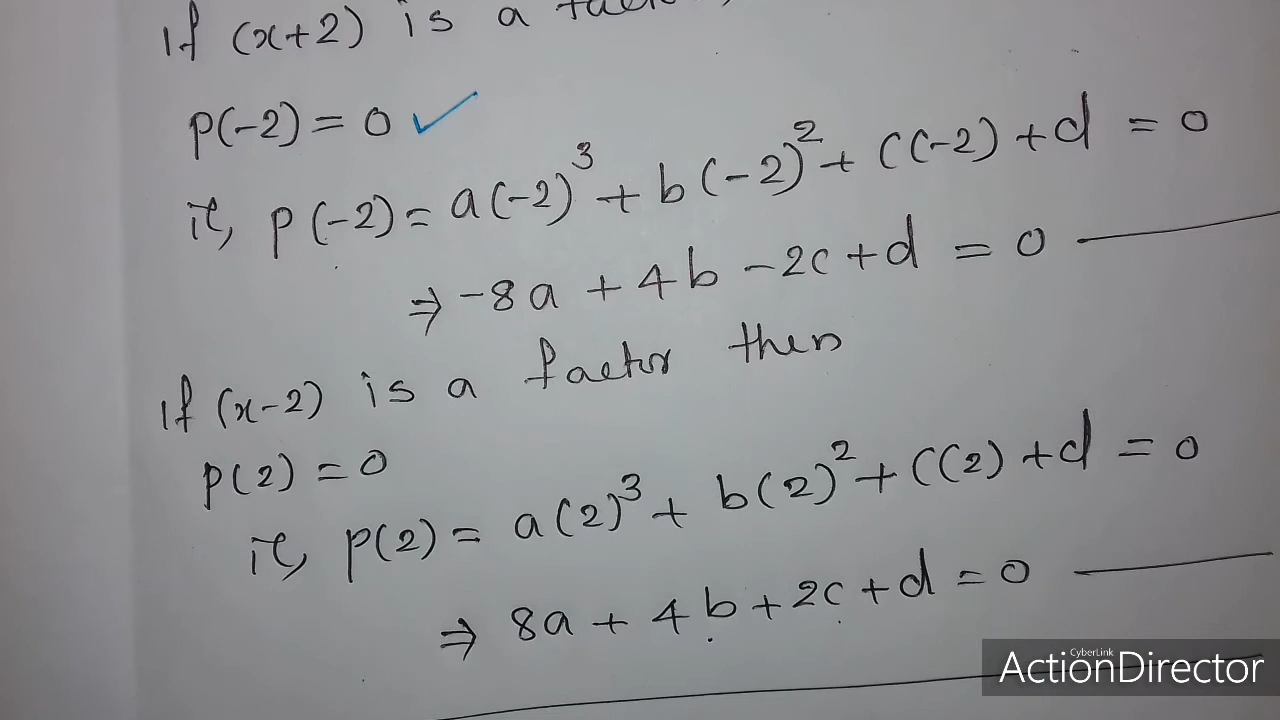 If (x+2) is a
p(-2) = 0 ✓
ie, p(-2) = a(-2)³ + b(-2)² + c(-2) + d = 0
⇒ -8a + 4b - 2c + d = 0
If (x-2) is a factor then
p(2) = 0
ie, p(2) = a(2)³ + b(2)² + c(2) + d = 0
⇒ 8a + 4b + 2c + d = 0
CyberLink
ActionDirector